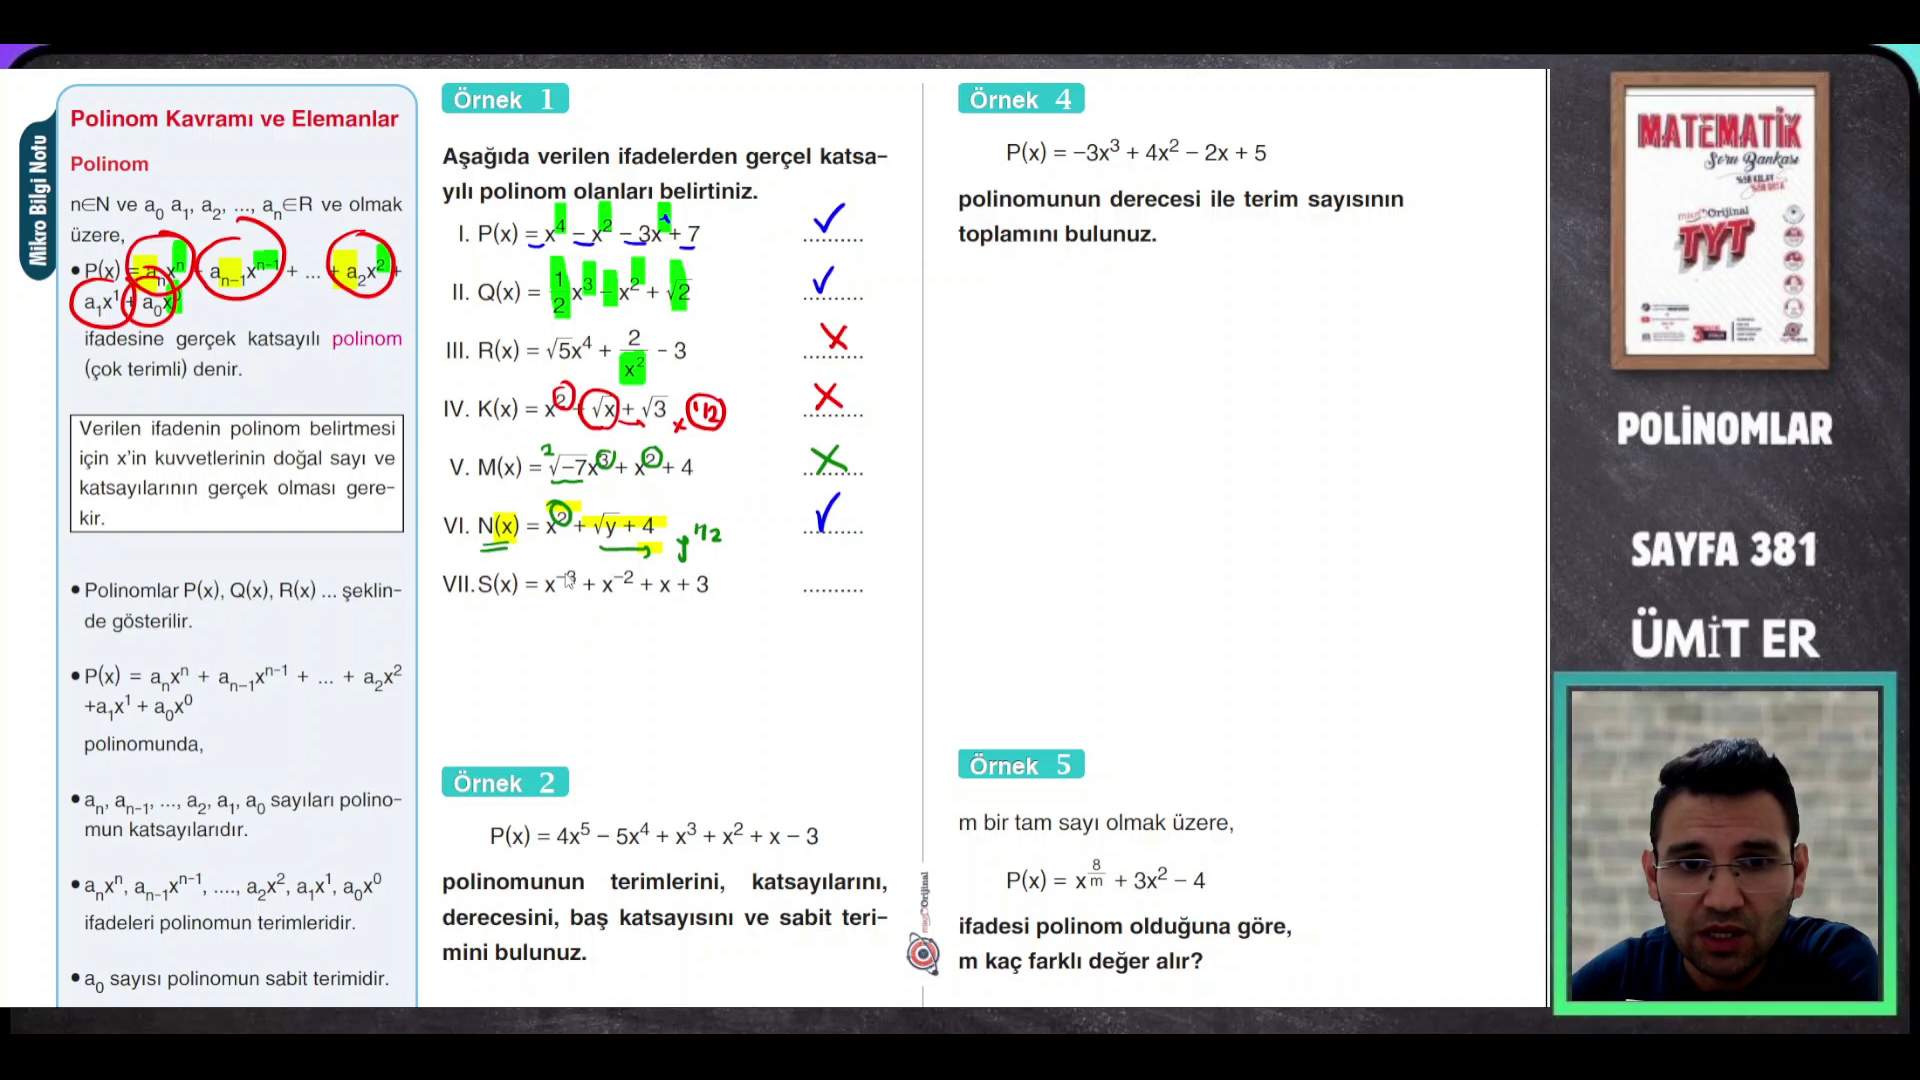 Mikro Bilgi Notu
Polinom Kavramı ve Elemanlar
Polinom
n∈N ve a₀ a₁, a₂, ..., aₙ∈R ve olmak
üzere,
• P(x) = aₙxⁿ + aₙ₋₁xⁿ⁻¹ + ... + a₂x² +
a₁x¹ + a₀x⁰
ifadesine gerçek katsayılı polinom
(çok terimli) denir.
Verilen ifadenin polinom belirtmesi
için x'in kuvvetlerinin doğal sayı ve
katsayılarının gerçek olması gere-
kir.
• Polinomlar P(x), Q(x), R(x) ... şeklin-
de gösterilir.
• P(x) = aₙxⁿ + aₙ₋₁xⁿ⁻¹ + ... + a₂x²
+a₁x¹ + a₀x⁰
polinomunda,
• aₙ, aₙ₋₁, ..., a₂, a₁, a₀ sayıları polino-
mun katsayılarıdır.
• aₙxⁿ, aₙ₋₁xⁿ⁻¹, ...., a₂x², a₁x¹, a₀x⁰
ifadeleri polinomun terimleridir.
• a₀ sayısı polinomun sabit terimidir.
Örnek 1
Aşağıda verilen ifadelerden gerçel katsa-
yılı polinom olanları belirtiniz.
I. P(x) = x⁴ − x² − 3x + 7 .......... ✓
II. Q(x) = 1/2 x³ − x² + √2 .......... ✓
III. R(x) = √5x⁴ + 2/x² − 3 .......... X
IV. K(x) = x² + √x + √3 x^1/2 .......... X
V. M(x) = ²√−7x³ + x² + 4 .......... X
VI. N(x) = x² + √y + 4 y^1/2 .......... ✓
VII. S(x) = x⁻³ + x⁻² + x + 3 ..........
Örnek 2
P(x) = 4x⁵ − 5x⁴ + x³ + x² + x − 3
polinomunun terimlerini, katsayılarını,
derecesini, baş katsayısını ve sabit teri-
mini bulunuz.
Örnek 4
P(x) = −3x³ + 4x² − 2x + 5
polinomunun derecesi ile terim sayısının
toplamını bulunuz.
Örnek 5
m bir tam sayı olmak üzere,
P(x) = x^8/m + 3x² − 4
ifadesi polinom olduğuna göre,
m kaç farklı değer alır?
MATEMATİK
Soru Bankası
Orijinal
TYT
POLİNOMLAR
SAYFA 381
ÜMİT ER